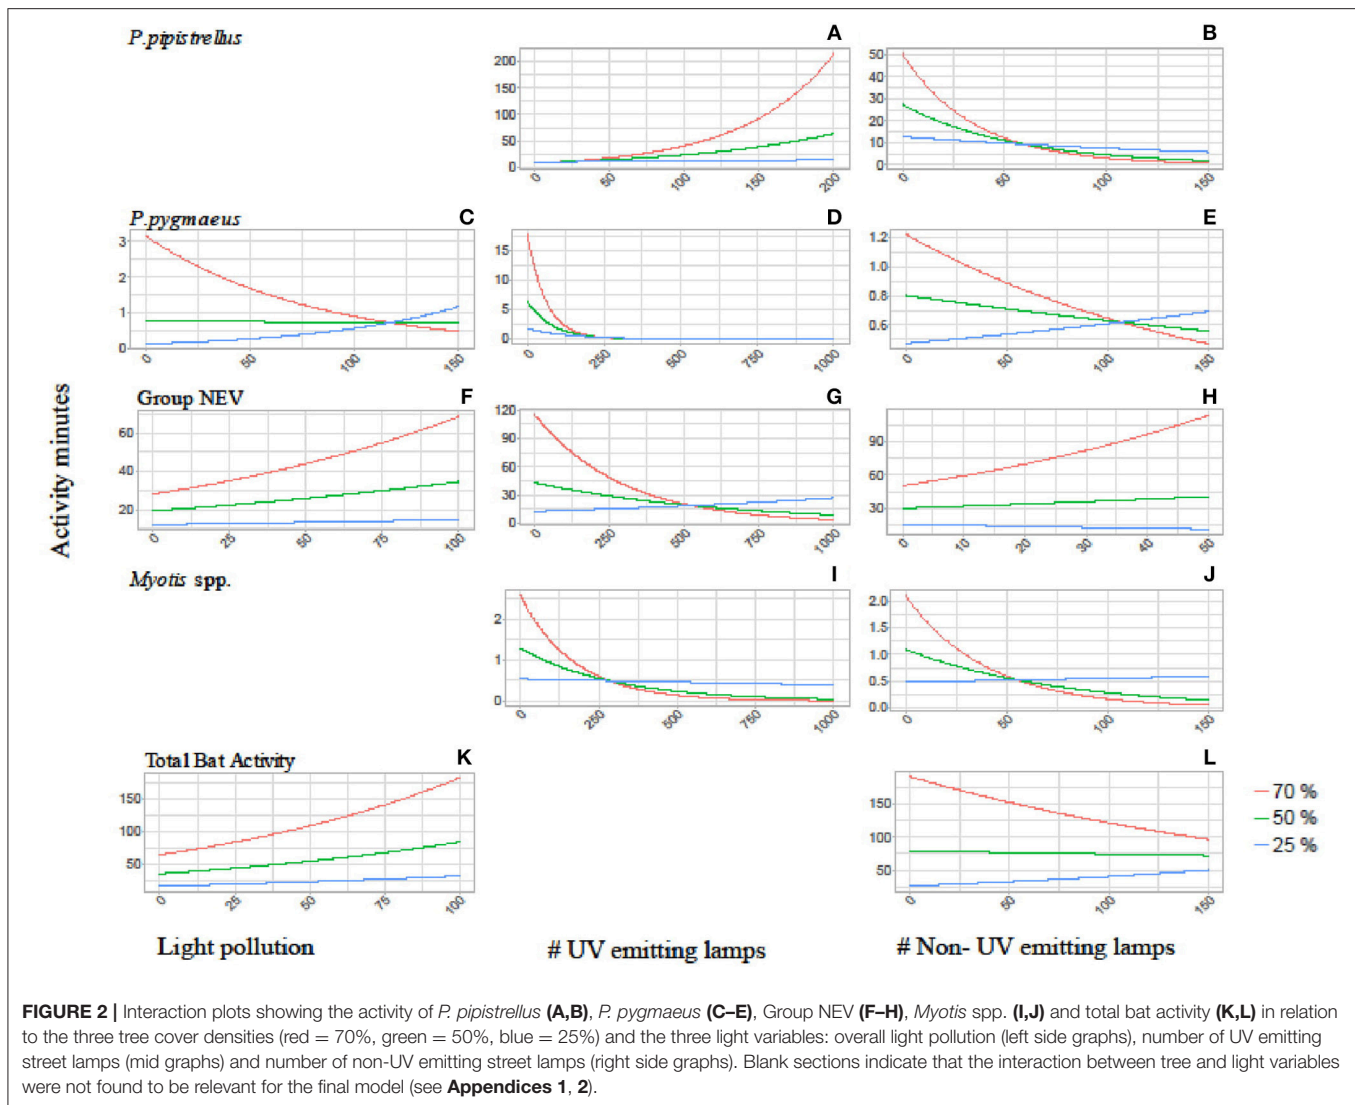 P.pipistrellus
A
200
150
100
50
0
0 50 100 150 200
B
50
40
30
20
10
0
0 50 100 150
P.pygmaeus
C
3
2
1
0
0 50 100 150
D
15
10
5
0
0 250 500 750 1000
E
1.2
1.0
0.8
0.6
0 50 100 150
Activity minutes
Group NEV
F
60
40
20
0 25 50 75 100
G
120
90
60
30
0
0 250 500 750 1000
H
90
60
30
0 10 20 30 40 50
Myotis spp.
I
2
1
0
0 250 500 750 1000
J
2.0
1.5
1.0
0.5
0.0
0 50 100 150
Total Bat Activity
K
150
100
50
0 25 50 75 100
L
150
100
50
0 50 100 150
70 %
50 %
25 %
Light pollution
# UV emitting lamps
# Non- UV emitting lamps
FIGURE 2 | Interaction plots showing the activity of P. pipistrellus (A,B), P. pygmaeus (C–E), Group NEV (F–H), Myotis spp. (I,J) and total bat activity (K,L) in relation
to the three tree cover densities (red = 70%, green = 50%, blue = 25%) and the three light variables: overall light pollution (left side graphs), number of UV emitting
street lamps (mid graphs) and number of non-UV emitting street lamps (right side graphs). Blank sections indicate that the interaction between tree and light variables
were not found to be relevant for the final model (see Appendices 1, 2).